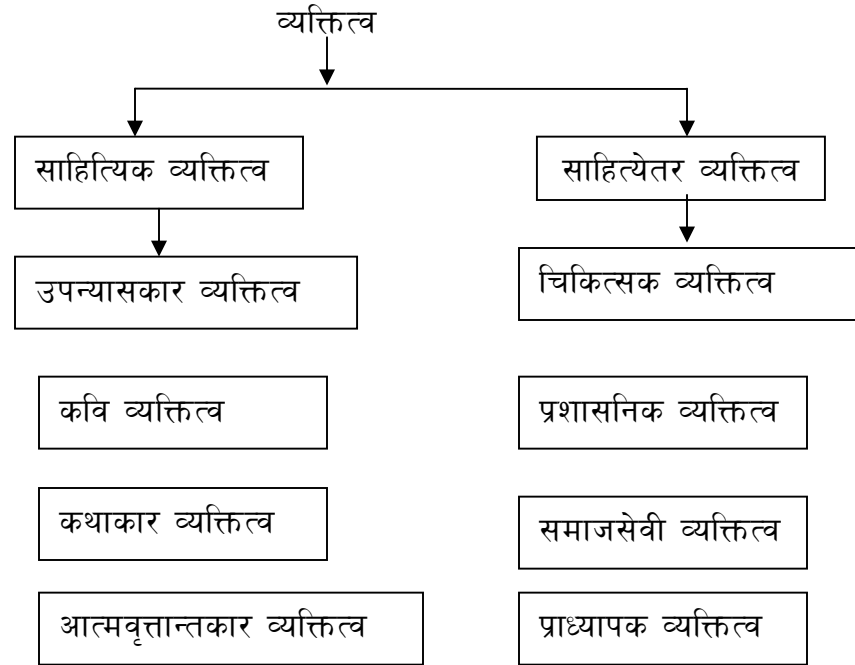 व्यक्तित्व
साहित्यिक व्यक्तित्व
साहित्येतर व्यक्तित्व
उपन्यासकार व्यक्तित्व
चिकित्सक व्यक्तित्व
कवि व्यक्तित्व
प्रशासनिक व्यक्तित्व
कथाकार व्यक्तित्व
समाजसेवी व्यक्तित्व
आत्मवृत्तान्तकार व्यक्तित्व
प्राध्यापक व्यक्तित्व